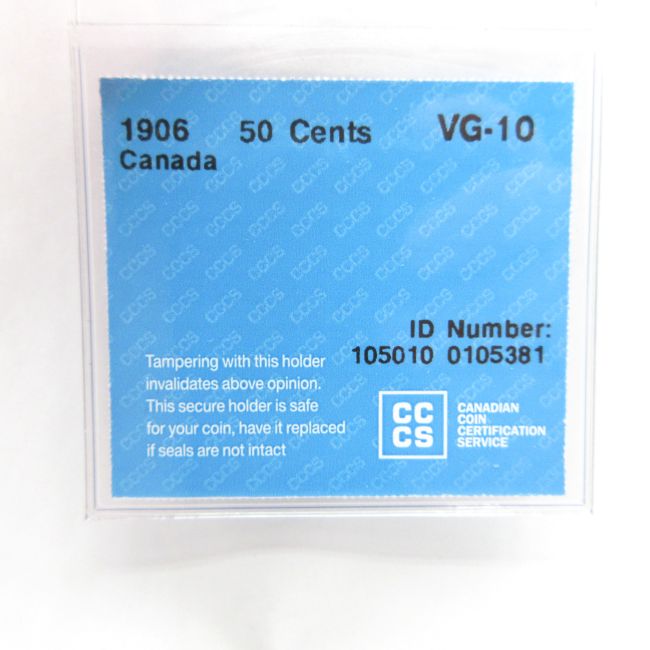 1906 50 Cents VG-10
Canada
ID Number:
105010 0105381
Tampering with this holder
invalidates above opinion.
This secure holder is safe
for your coin, have it replaced
if seals are not intact
CC
CS
CANADIAN
COIN
CERTIFICATION
SERVICE